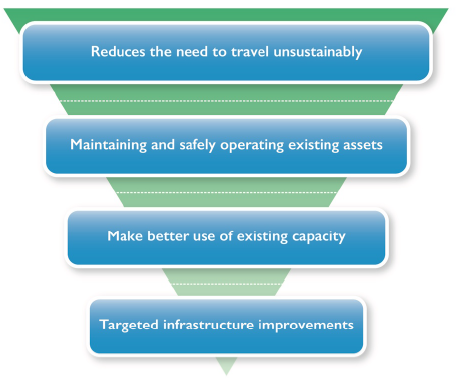 Reduces the need to travel unsustainably
Maintaining and safely operating existing assets
Make better use of existing capacity
Targeted infrastructure improvements